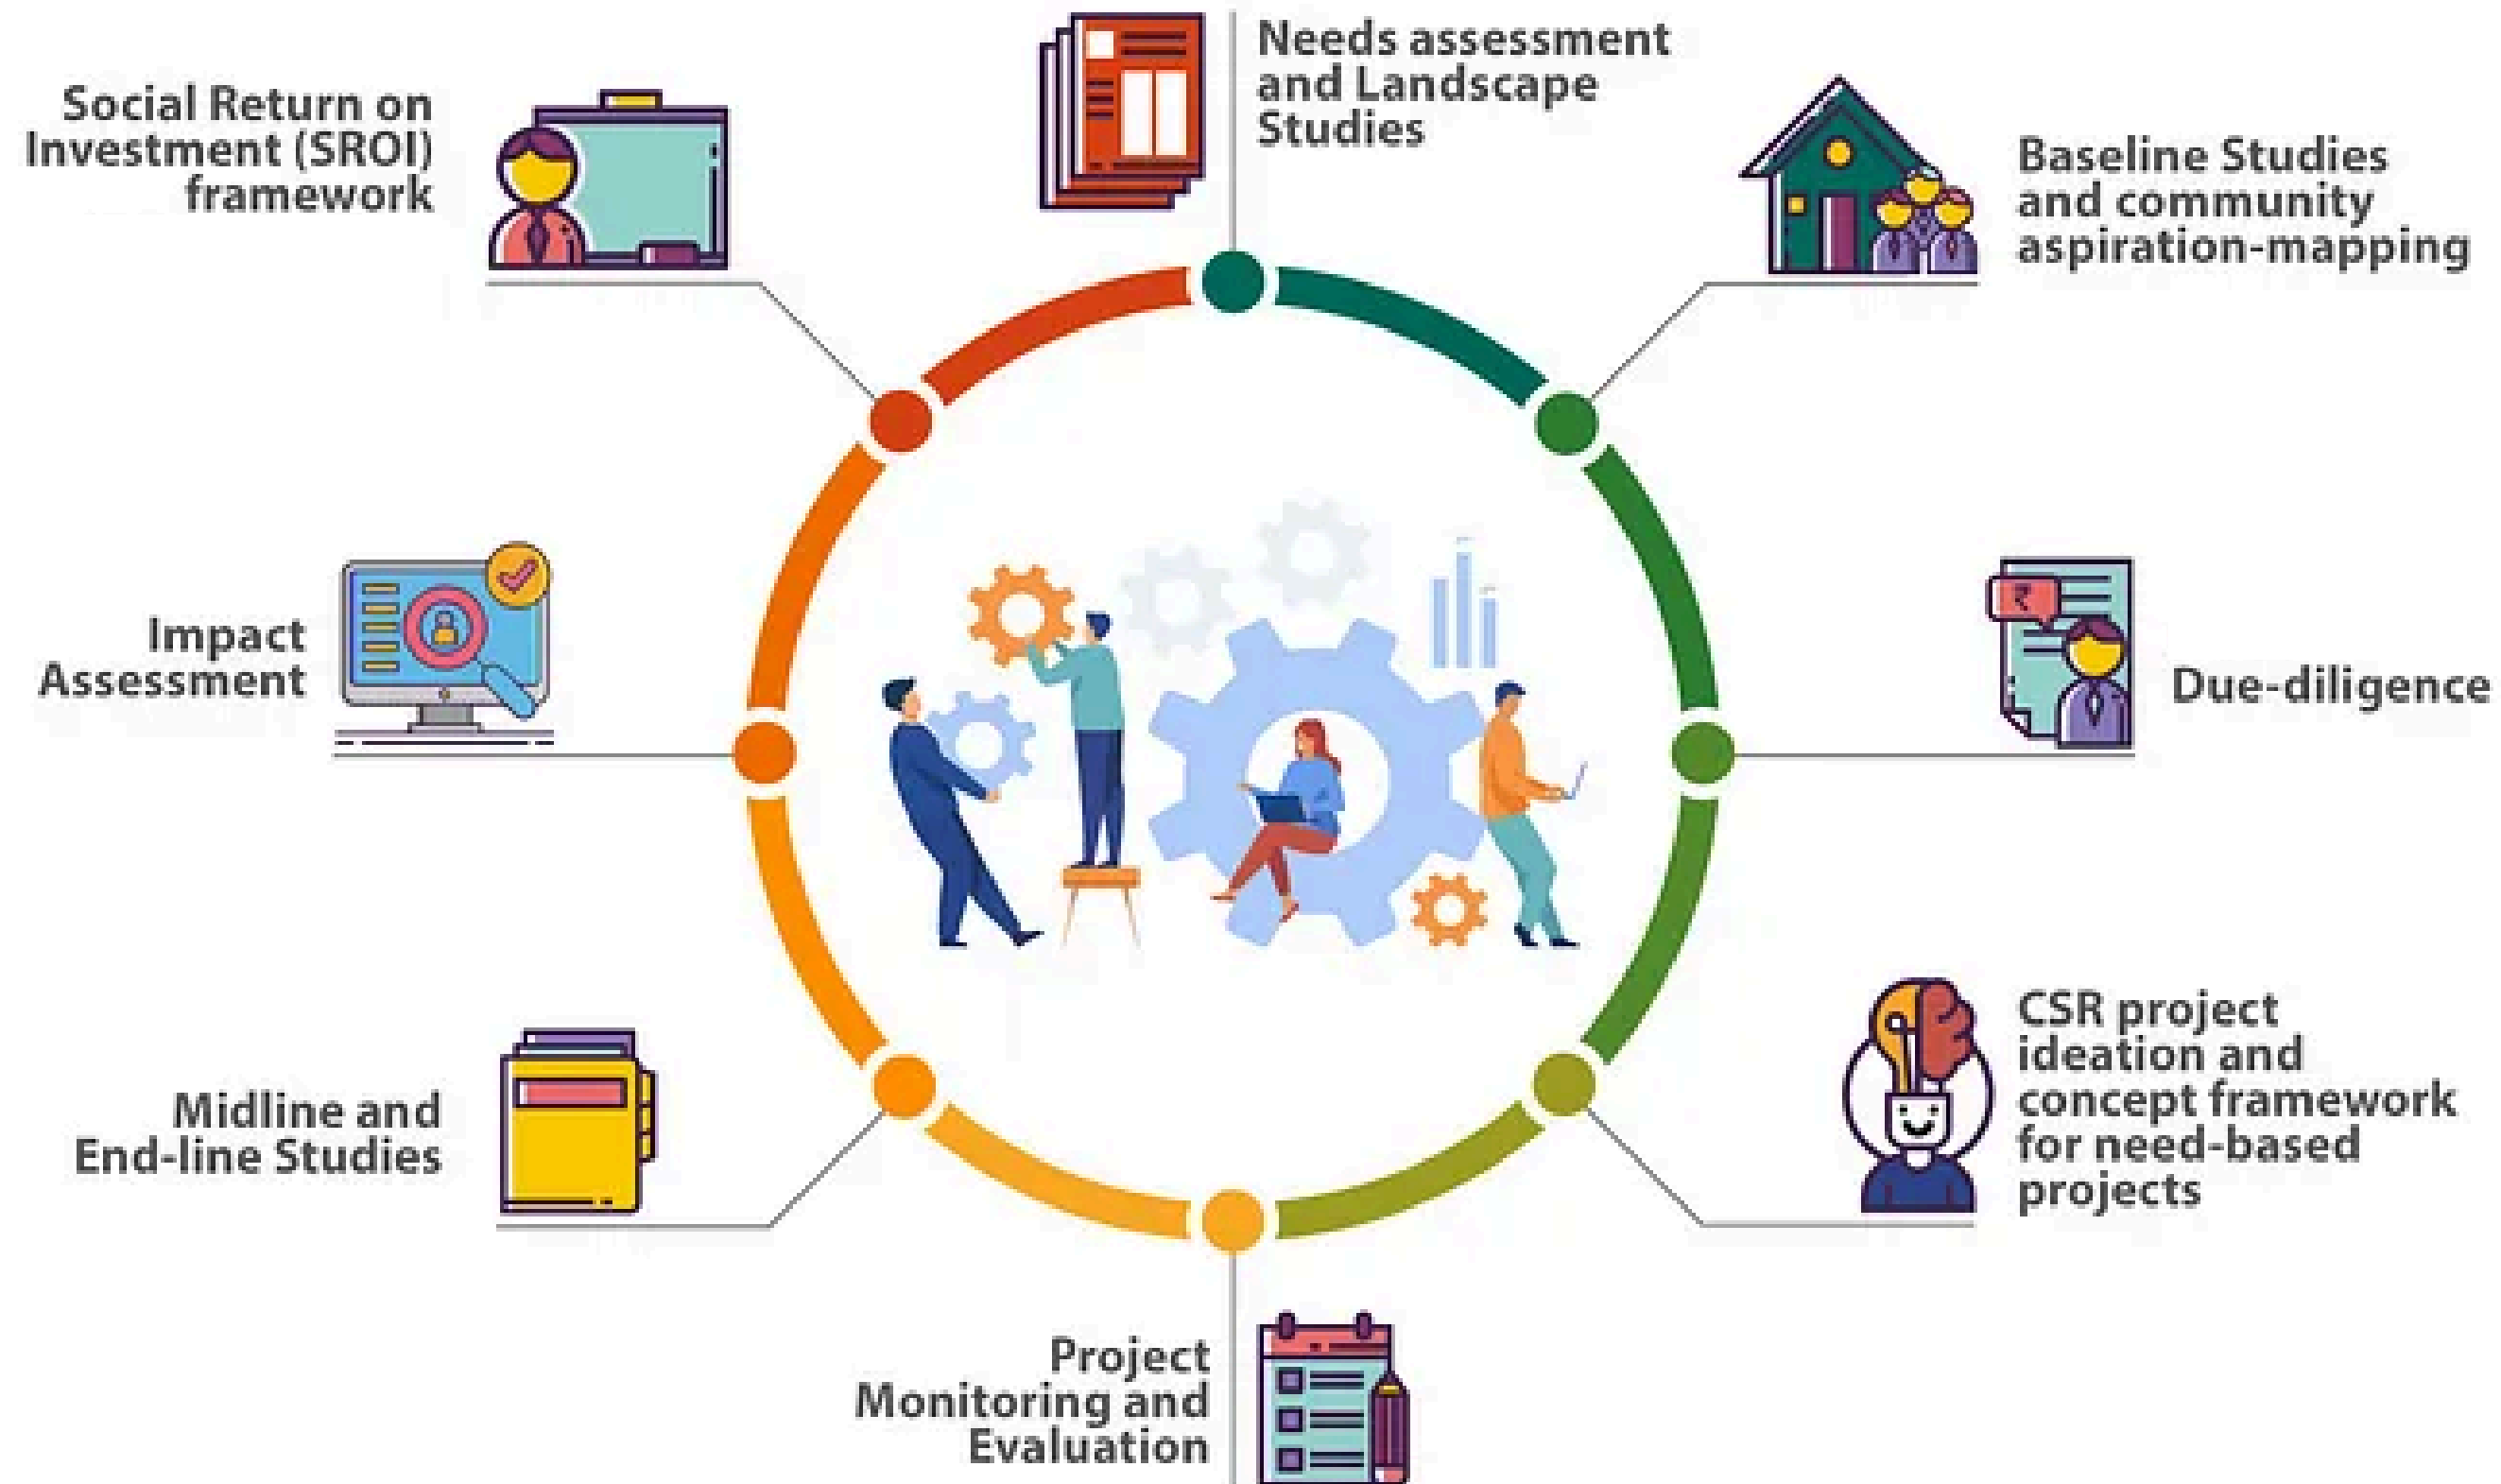 Needs assessment
and Landscape
Studies
Baseline Studies
and community
aspiration-mapping
₹
Due-diligence
CSR project
ideation and
concept framework
for need-based
projects
Project
Monitoring and
Evaluation
Midline and
End-line Studies
Impact
Assessment
Social Return on
Investment (SROI)
framework